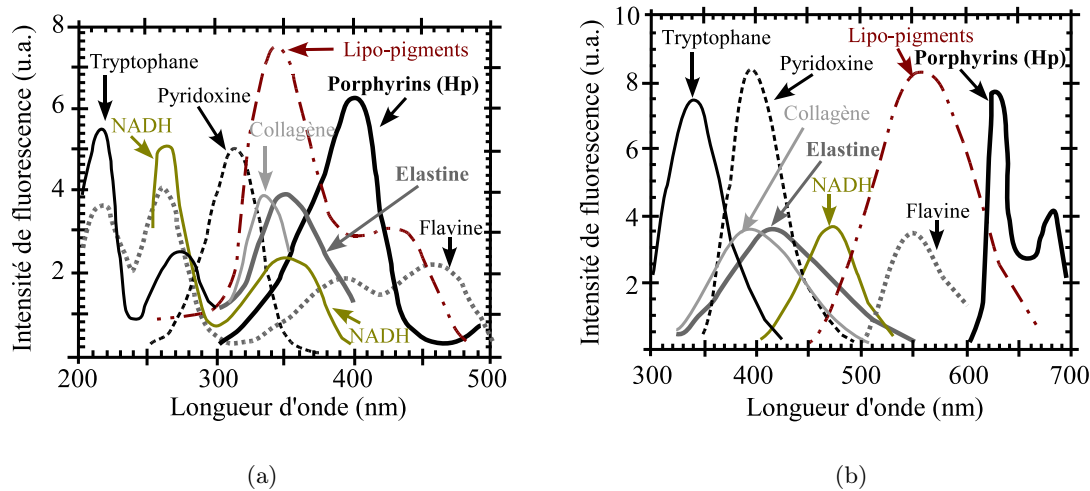 Intensité de fluorescence (u.a.)
8
6
4
2
0
Tryptophane
NADH
Pyridoxine
Lipo-pigments
Porphyrins (Hp)
Collagène
Elastine
Flavine
NADH
200
300
400
500
Longueur d'onde (nm)
(a)
Intensité de fluorescence (u.a.)
10
8
6
4
2
Tryptophane
Pyridoxine
Lipo-pigments
Porphyrins (Hp)
Collagène
Elastine
NADH
Flavine
300
400
500
600
700
Longueur d'onde (nm)
(b)